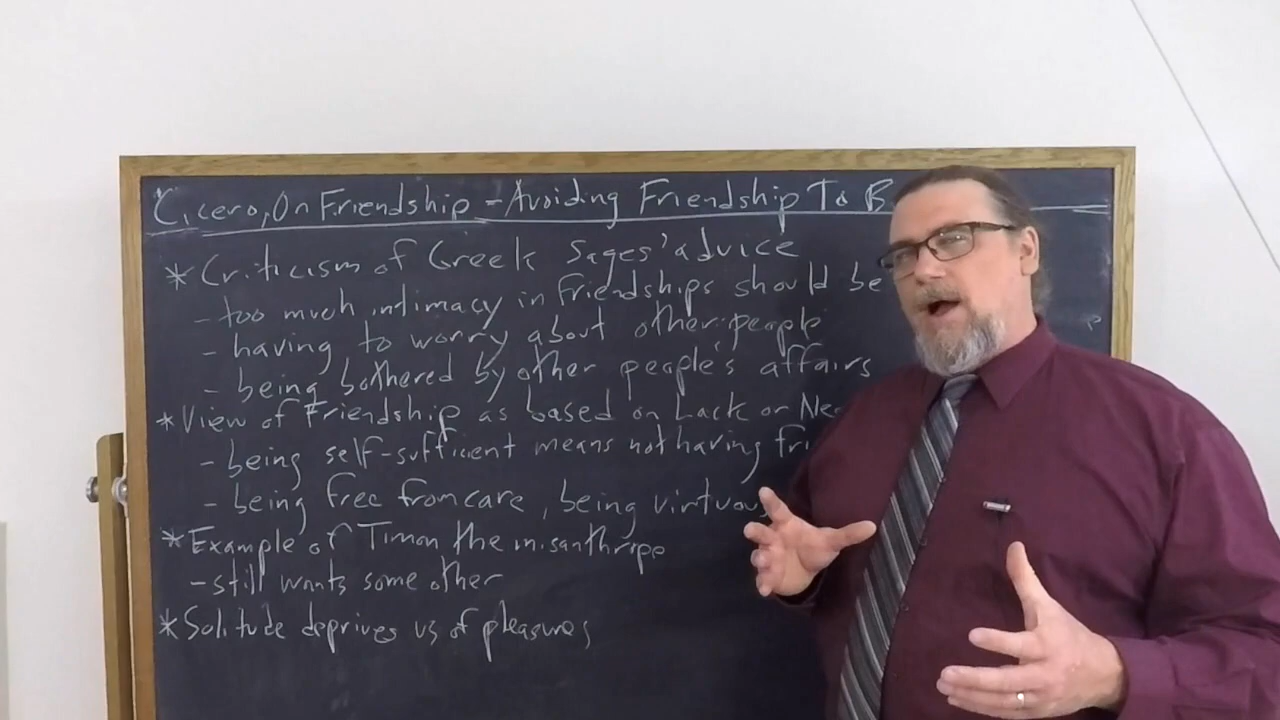 Cicero, On Friendship - Avoiding Friendship To B
* Criticism of Greek Sages' advice
- too much intimacy in friendships should be
- having to worry about other people
- being bothered by other people's affairs
* View of Friendship as based on Lack or Nee
- being self-sufficient means not having fri
- being free from care, being virtuous
* Example of Timon the misanthrope
- still wants some other
* Solitude deprives us of pleasures